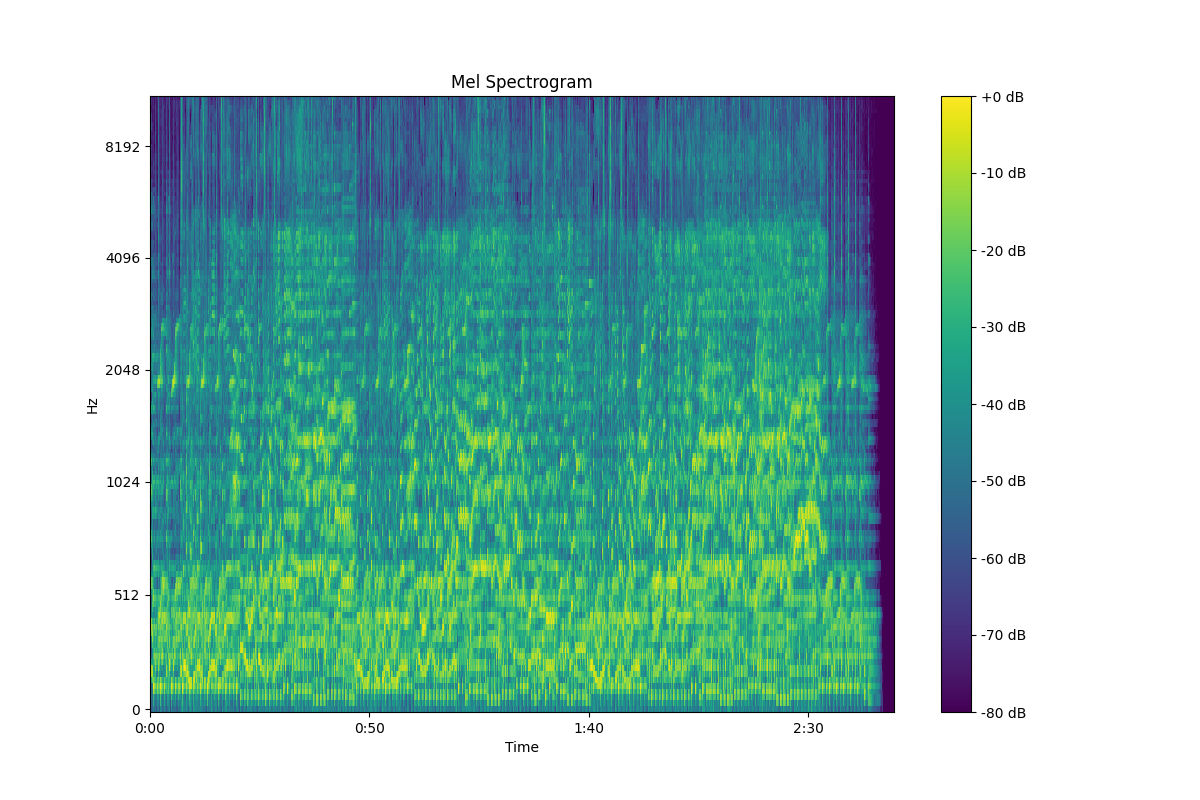 Mel Spectrogram
+0 dB
8192
-10 dB
-20 dB
4096
-30 dB
2048
-40 dB
Hz
1024
-50 dB
-60 dB
512
-70 dB
0
-80 dB
0:00
0:50
1:40
2:30
Time